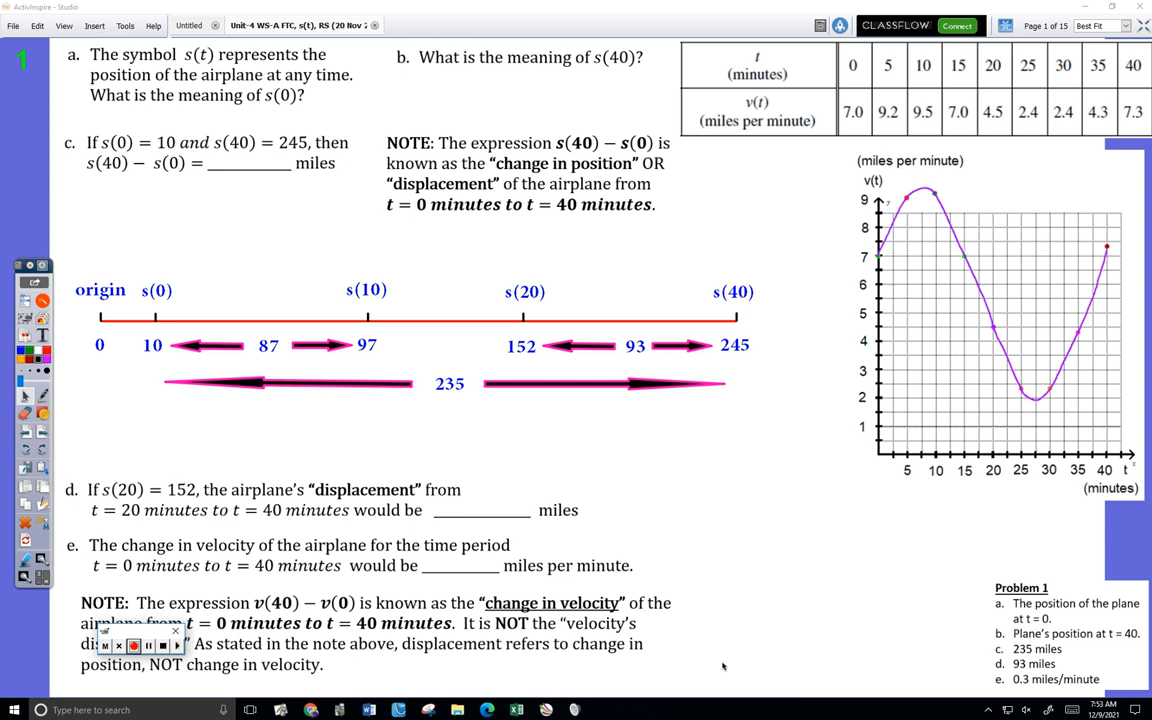 ActivInspire - Studio
File Edit View Insert Tools Help Untitled Unit-4 WS-A FTC, s(t), RS (20 Nov 2 CLASSFLOW Connect Page 1 of 15 Best Fit
1
a. The symbol s(t) represents the
position of the airplane at any time.
What is the meaning of s(0)?
b. What is the meaning of s(40)?
t (minutes) 0 5 10 15 20 25 30 35 40
v(t) (miles per minute) 7.0 9.2 9.5 7.0 4.5 2.4 2.4 4.3 7.3
c. If s(0) = 10 and s(40) = 245, then
s(40) − s(0) = __________ miles
NOTE: The expression s(40) − s(0) is
known as the "change in position" OR
"displacement" of the airplane from
t = 0 minutes to t = 40 minutes.
(miles per minute)
v(t)
y
9
8
7
6
5
4
3
2
1
5 10 15 20 25 30 35 40 t x
(minutes)
origin s(0) s(10) s(20) s(40)
0 10 87 97 152 93 245
235
d. If s(20) = 152, the airplane's "displacement" from
t = 20 minutes to t = 40 minutes would be ____________ miles
e. The change in velocity of the airplane for the time period
t = 0 minutes to t = 40 minutes would be _________ miles per minute.
NOTE: The expression v(40) − v(0) is known as the "change in velocity" of the
airplane from t = 0 minutes to t = 40 minutes. It is NOT the "velocity's
" As stated in the note above, displacement refers to change in
position, NOT change in velocity.
M
Problem 1
a. The position of the plane
at t = 0.
b. Plane's position at t = 40.
c. 235 miles
d. 93 miles
e. 0.3 miles/minute
Type here to search
7:53 AM
12/9/2021